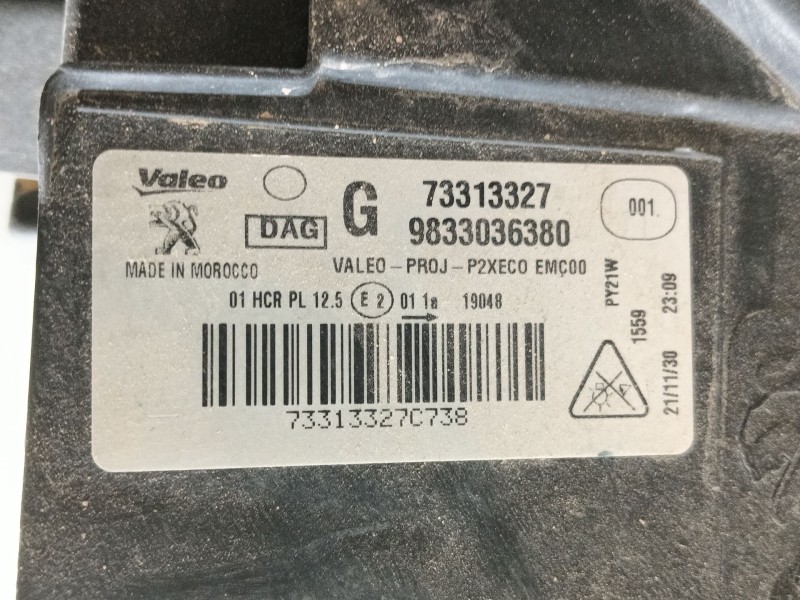 Valeo
DAG
G
73313327
9833036380
001
MADE IN MOROCCO
VALEO-PROJ-P2XECO EMÇ00
01 HCR PL 12.5 E 2 01 1a 19048
PY21W
1559
21/11/30 23:09
73313327C738